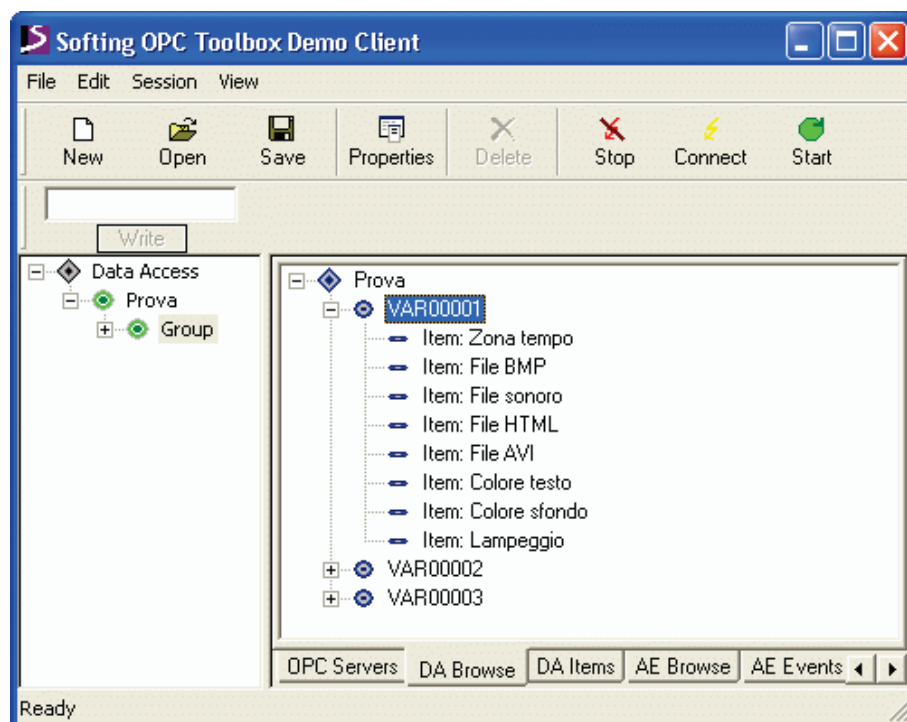 Softing OPC Toolbox Demo Client
File Edit Session View
New Open Save Properties Delete Stop Connect Start
Write
Data Access
Prova
Group
Prova
VAR00001
Item: Zona tempo
Item: File BMP
Item: File sonoro
Item: File HTML
Item: File AVI
Item: Colore testo
Item: Colore sfondo
Item: Lampeggio
VAR00002
VAR00003
OPC Servers DA Browse DA Items AE Browse AE Events
Ready